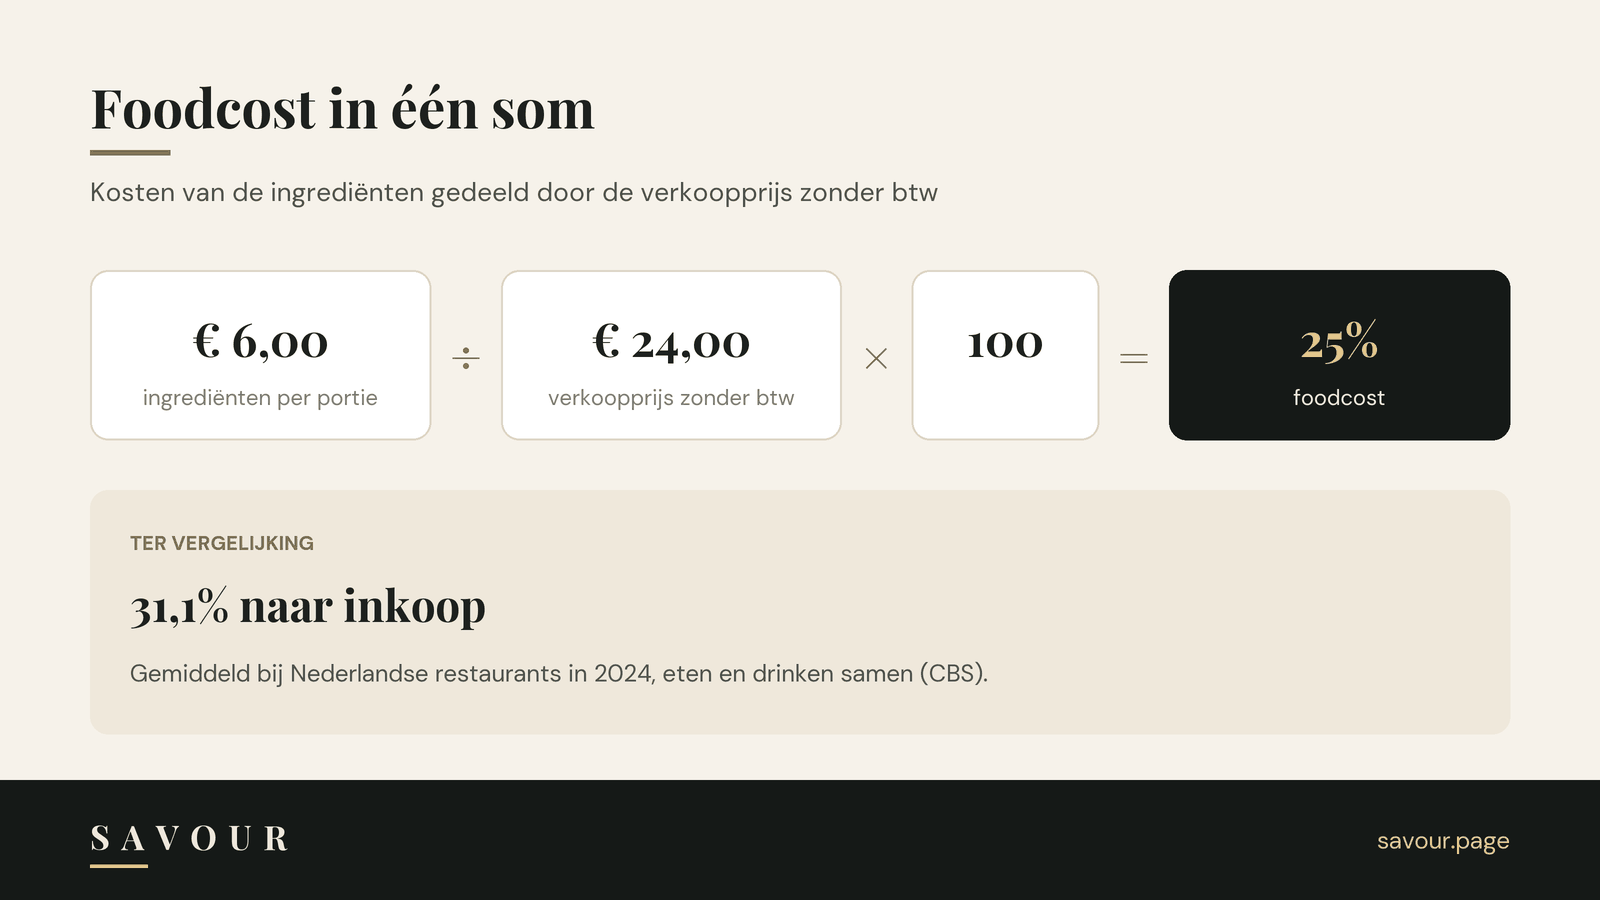 Foodcost in één som
Kosten van de ingrediënten gedeeld door de verkoopprijs zonder btw
€ 6,00
ingrediënten per portie
÷
€ 24,00
verkoopprijs zonder btw
×
100
=
25%
foodcost
TER VERGELIJKING
31,1% naar inkoop
Gemiddeld bij Nederlandse restaurants in 2024, eten en drinken samen (CBS).
SAVOUR
savour.page